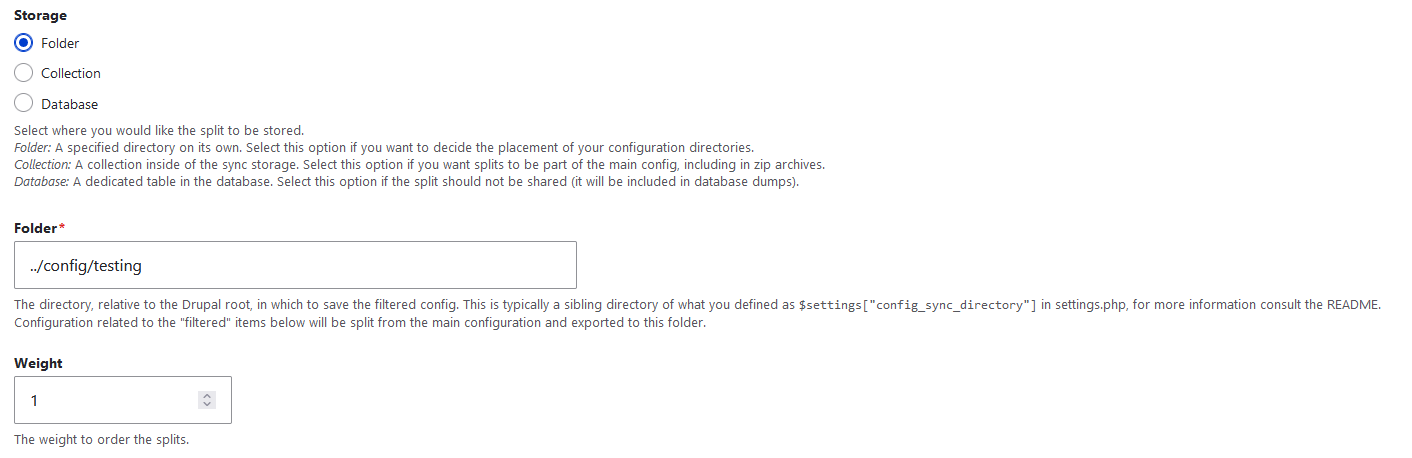 Storage
Folder
Collection
Database
Select where you would like the split to be stored.
Folder: A specified directory on its own. Select this option if you want to decide the placement of your configuration directories.
Collection: A collection inside of the sync storage. Select this option if you want splits to be part of the main config, including in zip archives.
Database: A dedicated table in the database. Select this option if the split should not be shared (it will be included in database dumps).
Folder*
../config/testing
The directory, relative to the Drupal root, in which to save the filtered config. This is typically a sibling directory of what you defined as $settings["config_sync_directory"] in settings.php, for more information consult the README.
Configuration related to the "filtered" items below will be split from the main configuration and exported to this folder.
Weight
1
The weight to order the splits.